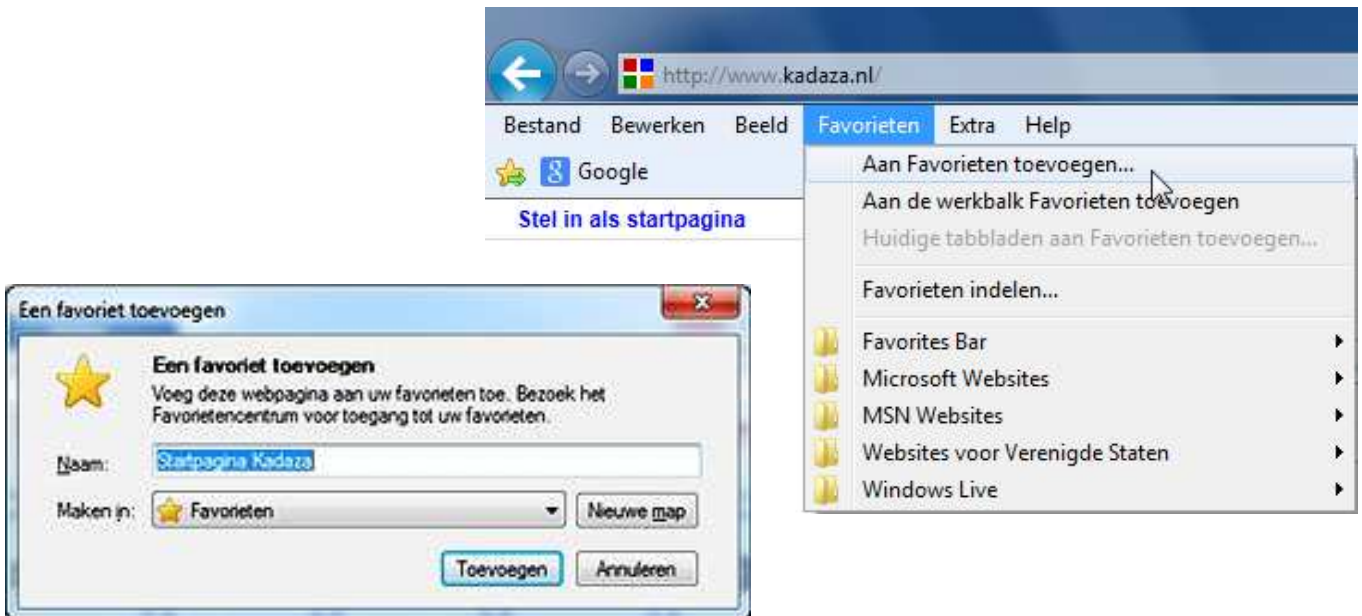 http://www.kadaza.nl/
Bestand Bewerken Beeld Favorieten Extra Help
Google
Stel in als startpagina
Aan Favorieten toevoegen...
Aan de werkbalk Favorieten toevoegen
Huidige tabbladen aan Favorieten toevoegen...
Favorieten indelen...
Favorites Bar
Microsoft Websites
MSN Websites
Websites voor Verenigde Staten
Windows Live
Een favoriet toevoegen
Een favoriet toevoegen
Voeg deze webpagina aan uw favorieten toe. Bezoek het
Favorietencentrum voor toegang tot uw favorieten.
Naam: Startpagina Kadaza
Maken in: Favorieten Nieuwe map
Toevoegen Annuleren